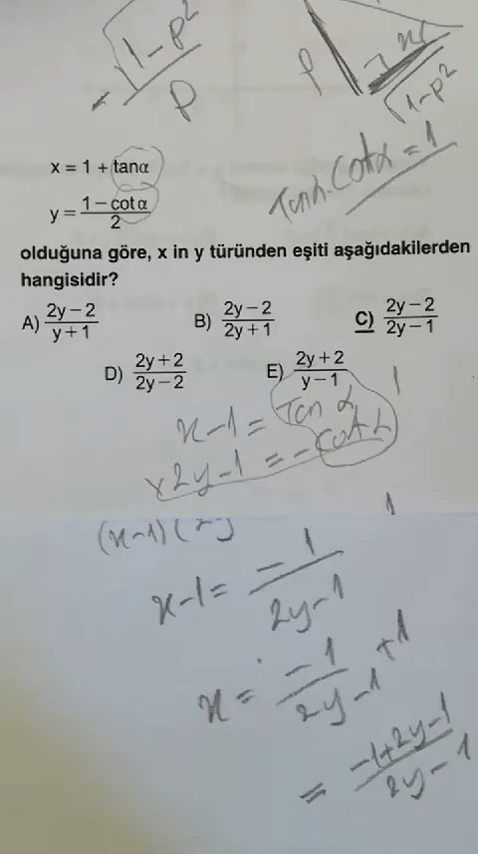 √1-p²
- ─
p
p
√1-p²
Tanα.Cotα = 1
x = 1 + tanα
y = (1 - cotα)/2
olduğuna göre, x in y türünden eşiti aşağıdakilerden
hangisidir?
A) (2y-2)/(y+1) B) (2y-2)/(2y+1) C) (2y-2)/(2y-1)
D) (2y+2)/(2y-2) E) (2y+2)/(y-1)
x-1 = Tan α
x 2y-1 = -Cotα
(x-1)(
x-1 = -1/(2y-1)
x = -1/(2y-1) +1
= (-1+2y-1)/(2y-1)